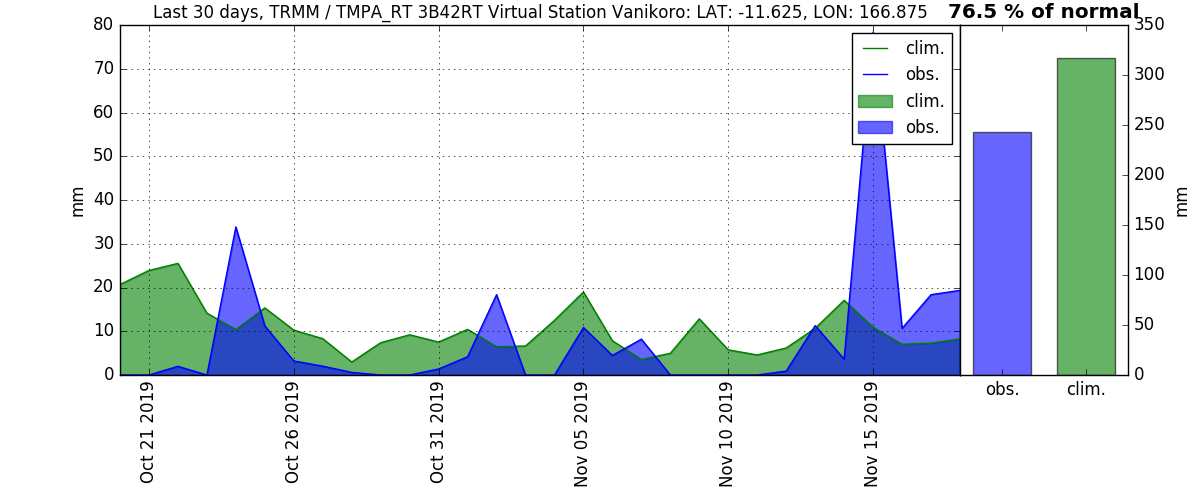 Last 30 days, TRMM / TMPA_RT 3B42RT Virtual Station Vanikoro: LAT: -11.625, LON: 166.875
76.5 % of normal
80
70
60
50
40
30
20
10
0
mm
clim.
obs.
clim.
obs.
Oct 21 2019
Oct 26 2019
Oct 31 2019
Nov 05 2019
Nov 10 2019
Nov 15 2019
350
300
250
200
150
100
50
0
mm
obs.
clim.